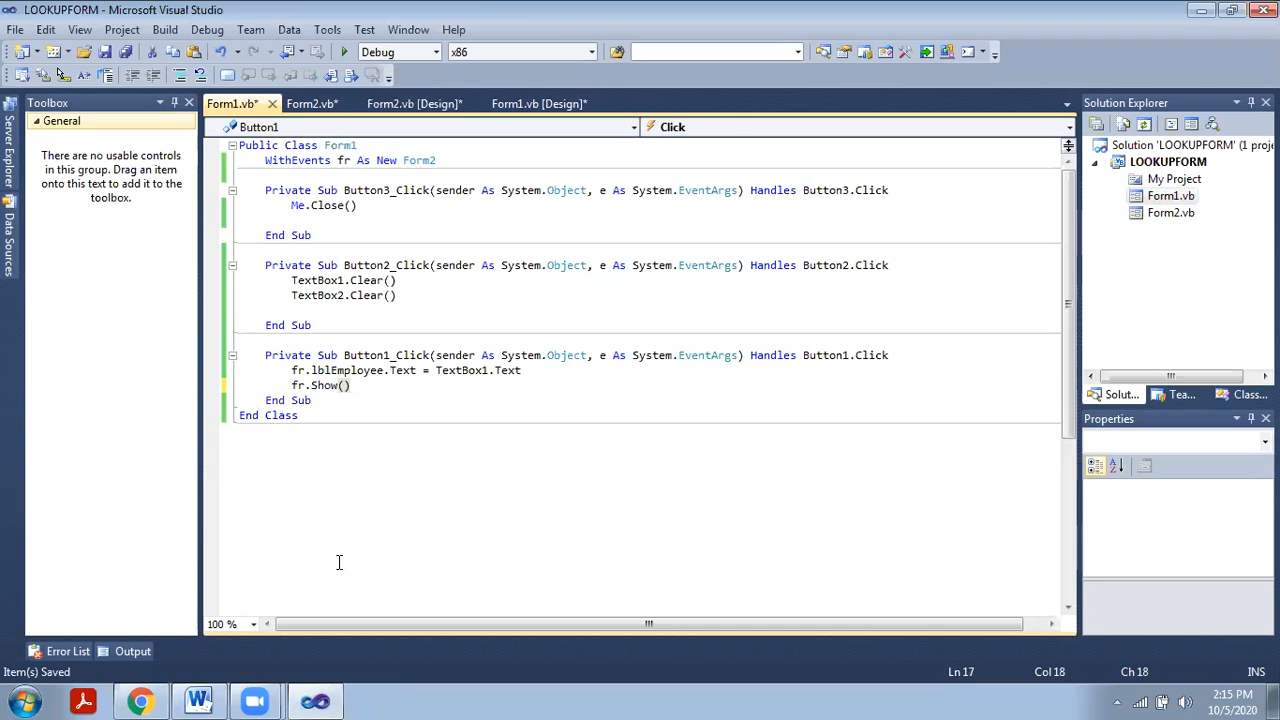 LOOKUPFORM - Microsoft Visual Studio
File Edit View Project Build Debug Team Data Tools Test Window Help
Debug x86
Toolbox
Form1.vb* Form2.vb* Form2.vb [Design]* Form1.vb [Design]*
Solution Explorer
General
Button1 Click
Server Explorer
Data Sources
There are no usable controls
in this group. Drag an item
onto this text to add it to the
toolbox.
Public Class Form1
WithEvents fr As New Form2
Private Sub Button3_Click(sender As System.Object, e As System.EventArgs) Handles Button3.Click
Me.Close()
End Sub
Private Sub Button2_Click(sender As System.Object, e As System.EventArgs) Handles Button2.Click
TextBox1.Clear()
TextBox2.Clear()
End Sub
Private Sub Button1_Click(sender As System.Object, e As System.EventArgs) Handles Button1.Click
fr.lblEmployee.Text = TextBox1.Text
fr.Show()
End Sub
End Class
Solution 'LOOKUPFORM' (1 proje
LOOKUPFORM
My Project
Form1.vb
Form2.vb
Solut... Tea... Class...
Properties
100 %
Error List Output
Item(s) Saved Ln 17 Col 18 Ch 18 INS
2:15 PM
10/5/2020